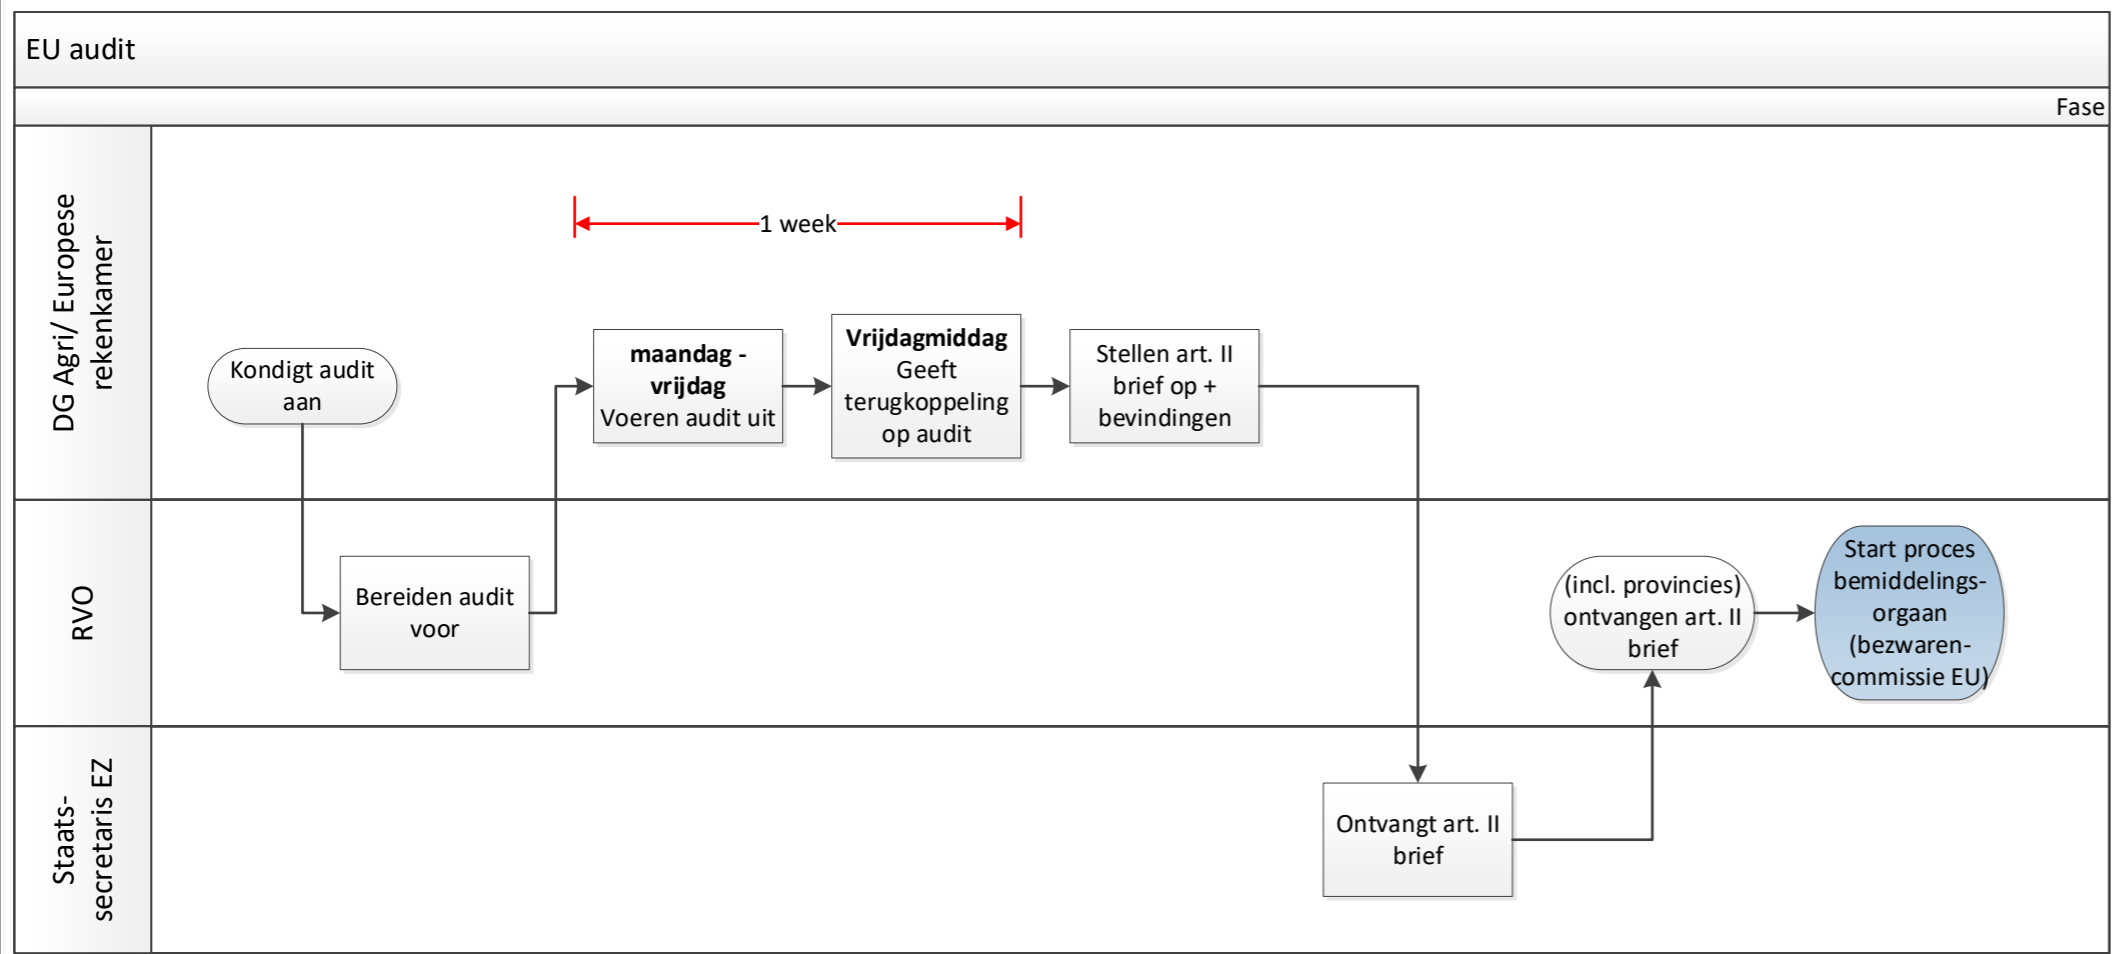 EU audit
Fase
DG Agri/ Europese
rekenkamer
1 week
Kondigt audit
aan
maandag -
vrijdag
Voeren audit uit
Vrijdagmiddag
Geeft
terugkoppeling
op audit
Stellen art. II
brief op +
bevindingen
RVO
Bereiden audit
voor
(incl. provincies)
ontvangen art. II
brief
Start proces
bemiddelings-
orgaan
(bezwaren-
commissie EU)
Staats-
secretaris EZ
Ontvangt art. II
brief